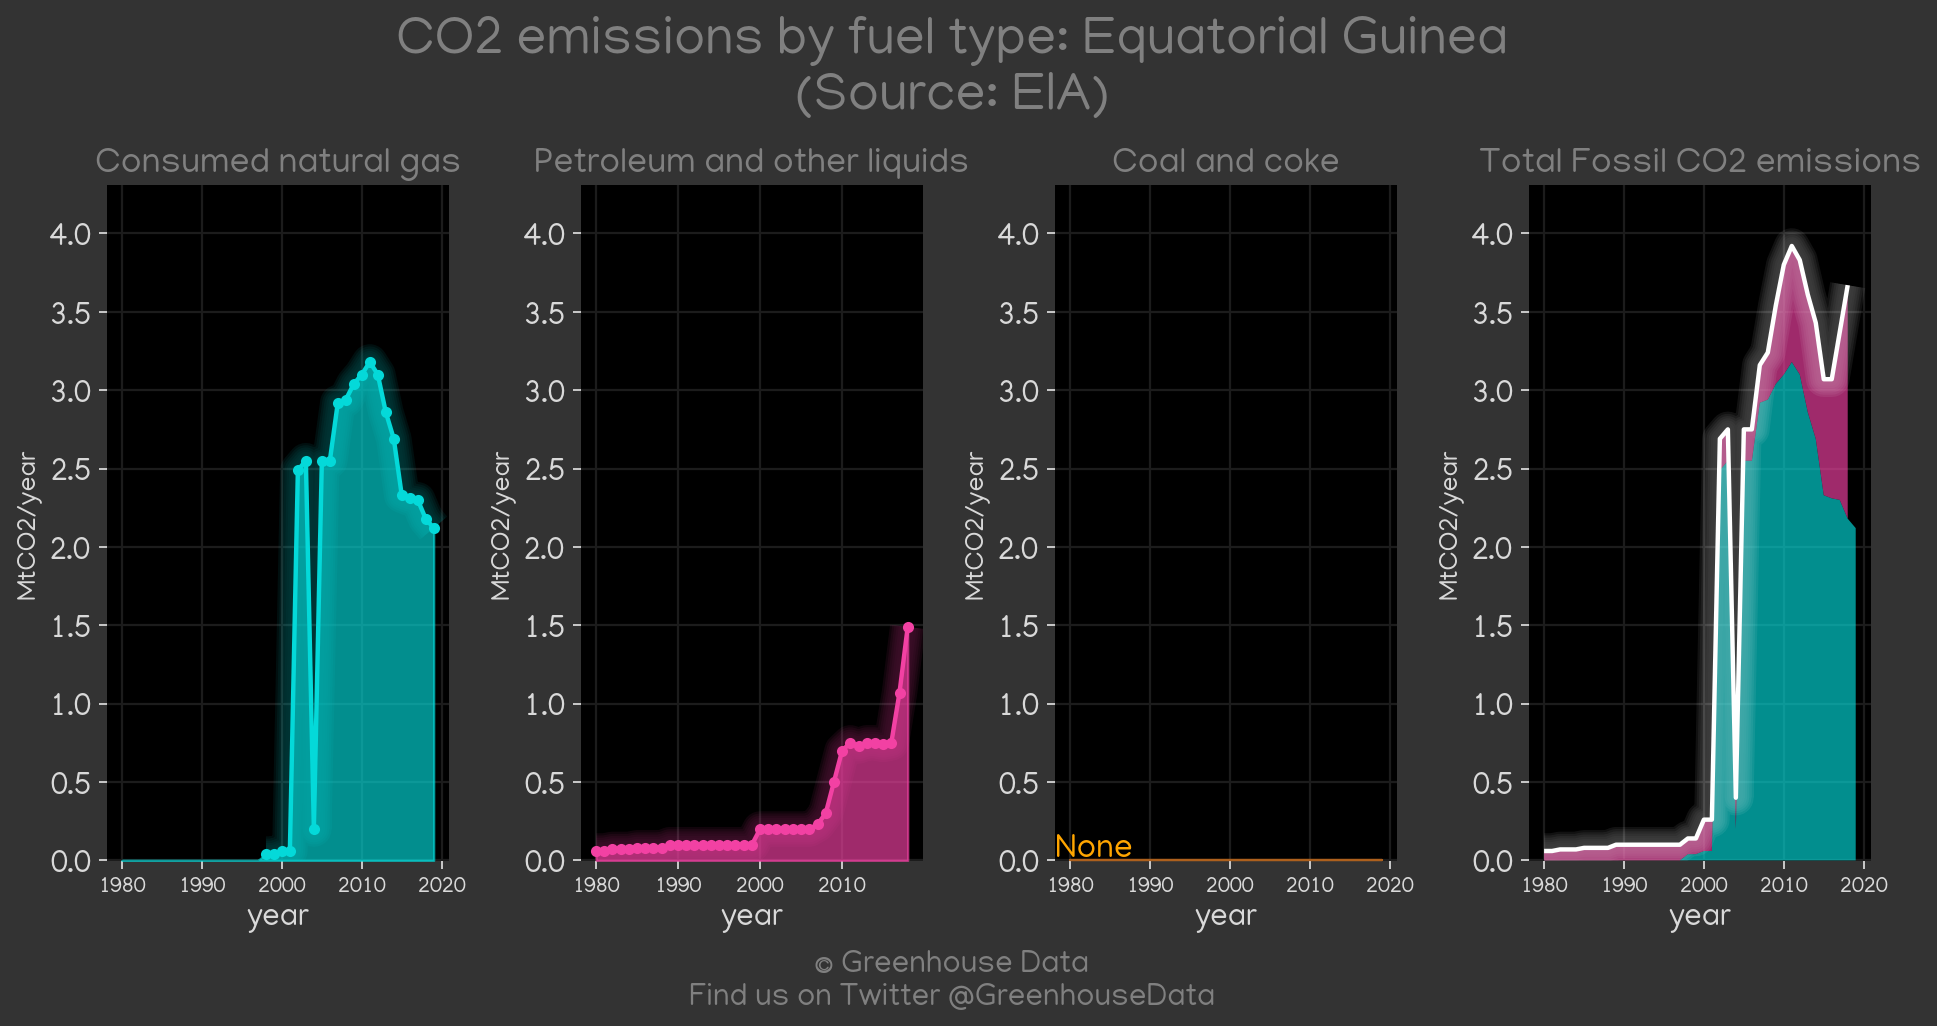 CO2 emissions by fuel type: Equatorial Guinea
(Source: EIA)
Consumed natural gas
4.0
3.5
3.0
2.5
2.0
1.5
1.0
0.5
0.0
MtCO2/year
1980 1990 2000 2010 2020
year
Petroleum and other liquids
4.0
3.5
3.0
2.5
2.0
1.5
1.0
0.5
0.0
MtCO2/year
1980 1990 2000 2010
year
Coal and coke
4.0
3.5
3.0
2.5
2.0
1.5
1.0
0.5
0.0
MtCO2/year
None
1980 1990 2000 2010 2020
year
Total Fossil CO2 emissions
4.0
3.5
3.0
2.5
2.0
1.5
1.0
0.5
0.0
MtCO2/year
1980 1990 2000 2010 2020
year
© Greenhouse Data
Find us on Twitter @GreenhouseData